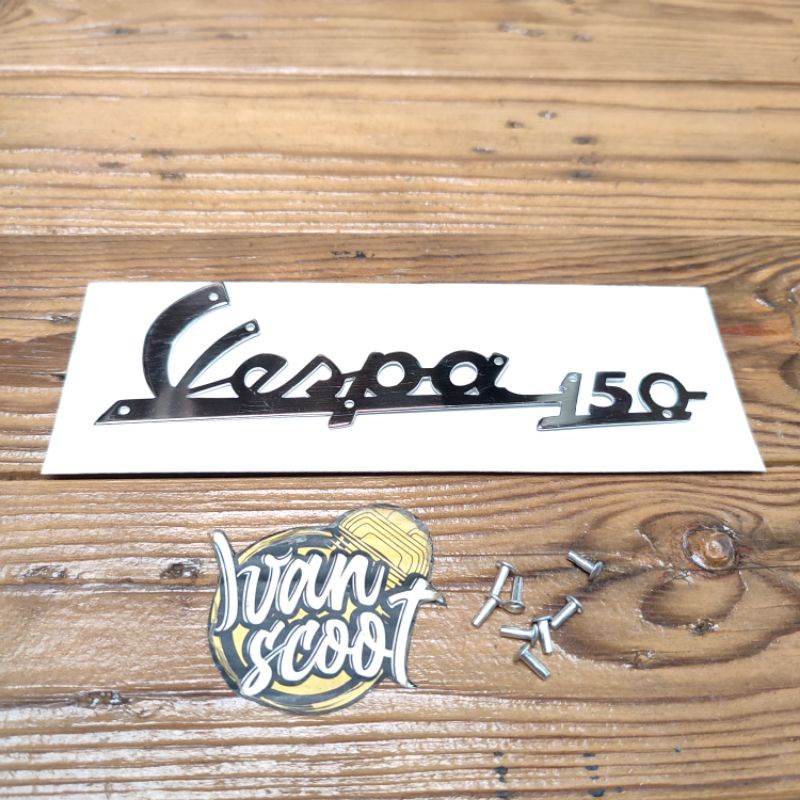 Vespa 150
Ivan
scoot